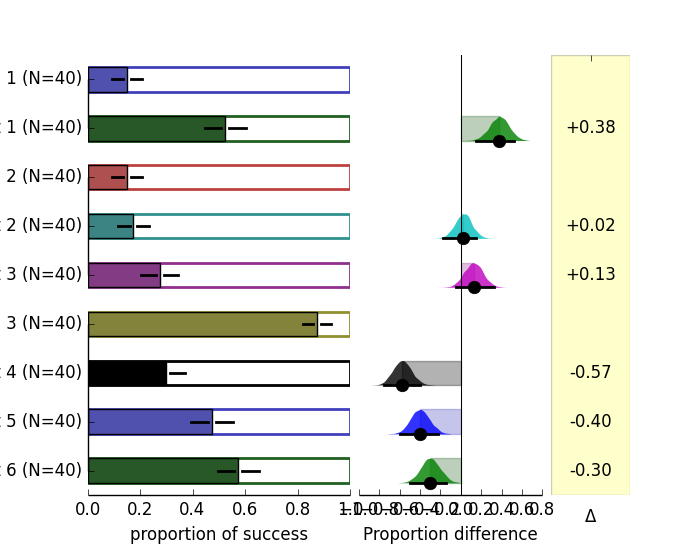 1 (N=40)
1 (N=40) +0.38
2 (N=40)
2 (N=40) +0.02
3 (N=40) +0.13
3 (N=40)
4 (N=40) -0.57
5 (N=40) -0.40
6 (N=40) -0.30
0.0 0.2 0.4 0.6 0.8 1.0 -0.8 -0.6 -0.4 -0.2 0.0 0.2 0.4 0.6 0.8
proportion of success Proportion difference Δ